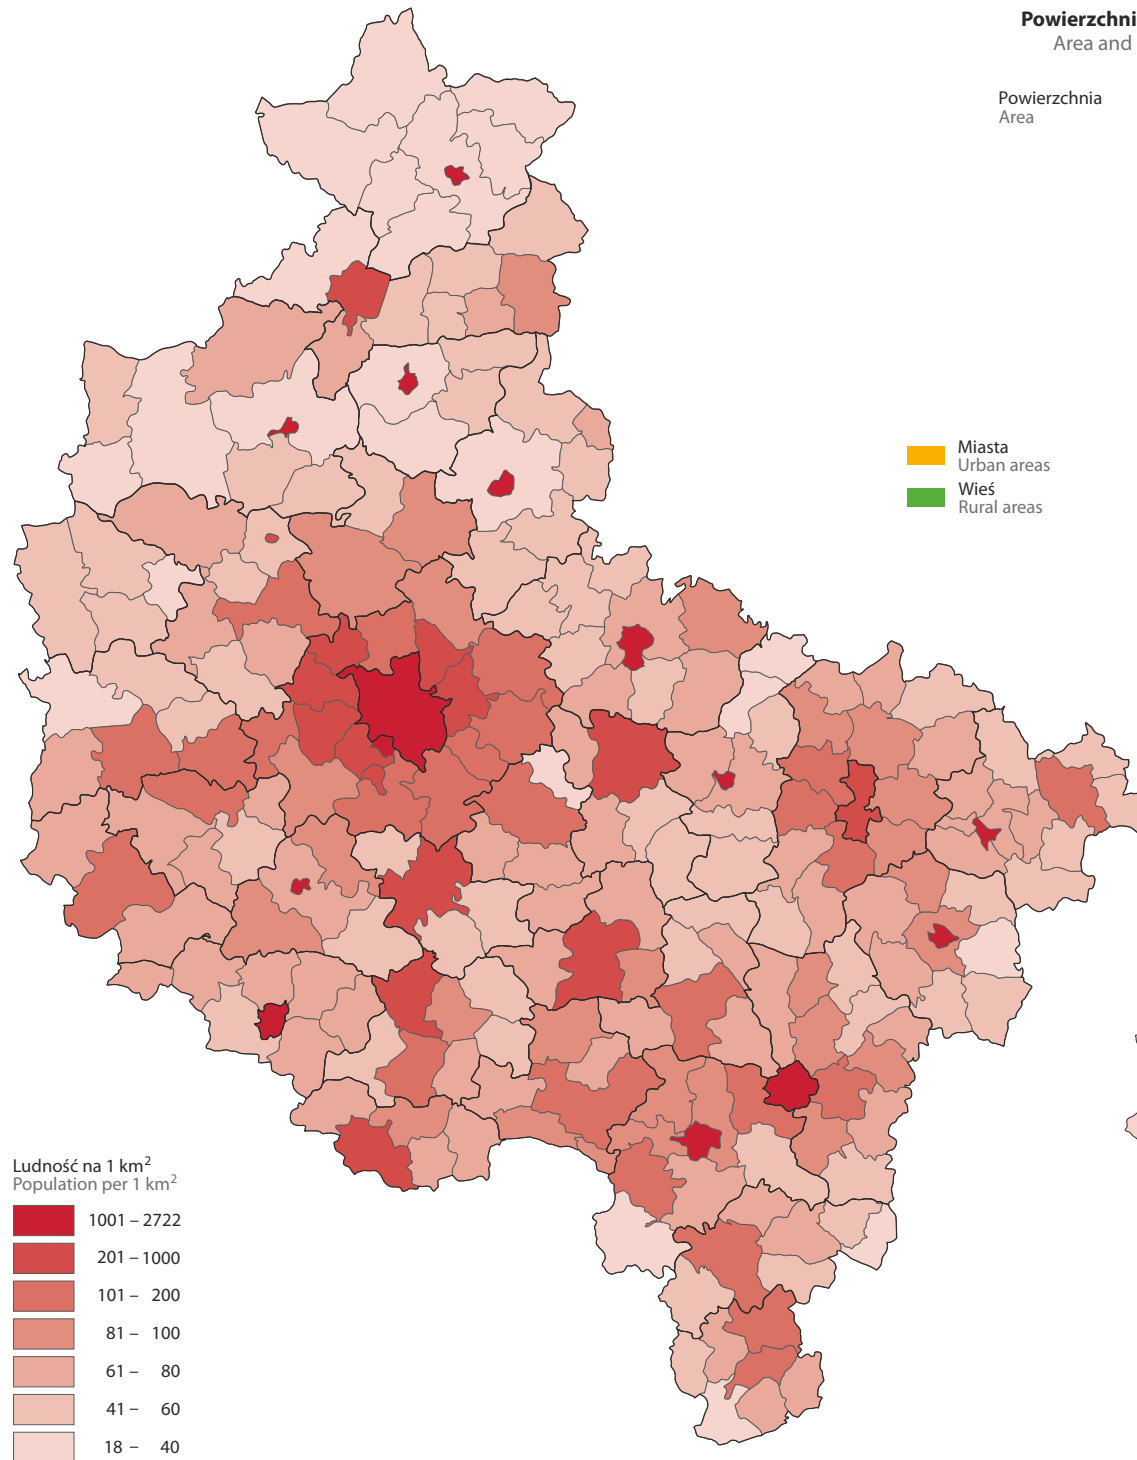 Powierzchni
Area and
Powierzchnia
Area
Miasta
Urban areas
Wieś
Rural areas
Ludność na 1 km²
Population per 1 km²
1001 – 2722
201 – 1000
101 – 200
81 – 100
61 – 80
41 – 60
18 – 40